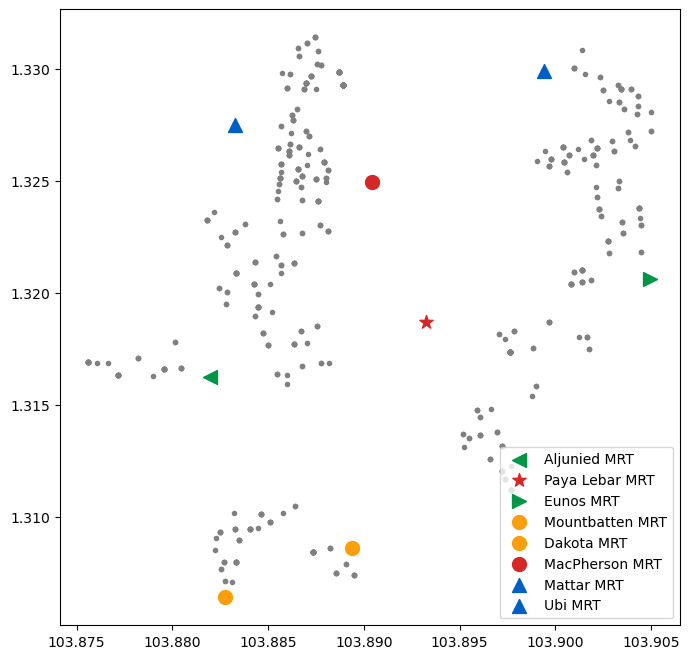 1.330
1.325
1.320
1.315
1.310
103.875 103.880 103.885 103.890 103.895 103.900 103.905
Aljunied MRT
Paya Lebar MRT
Eunos MRT
Mountbatten MRT
Dakota MRT
MacPherson MRT
Mattar MRT
Ubi MRT